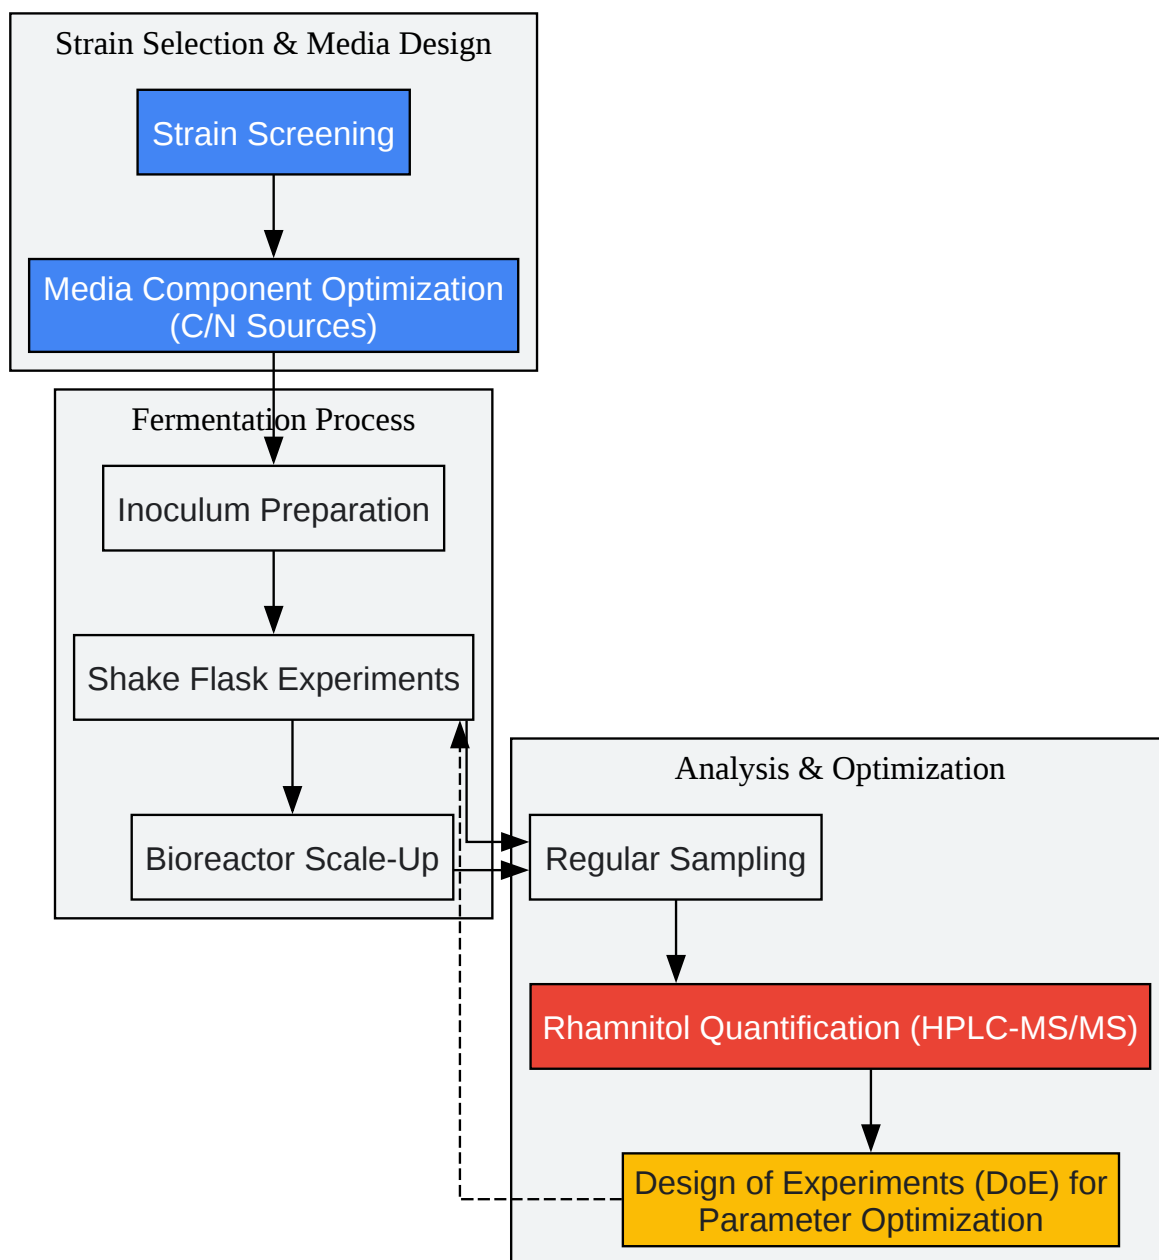 Strain Selection & Media Design
Strain Screening
Media Component Optimization
(C/N Sources)
Fermentation Process
Inoculum Preparation
Shake Flask Experiments
Bioreactor Scale-Up
Analysis & Optimization
Regular Sampling
Rhamnitol Quantification (HPLC-MS/MS)
Design of Experiments (DoE) for
Parameter Optimization